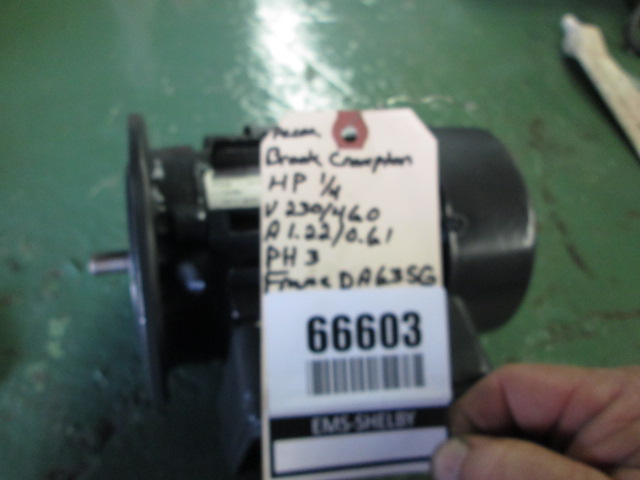 Brook Crompton
HP 1/4
V 230/460
A 1.22/0.61
PH 3
Frame DA63SG
66603
EMS-SHELBY